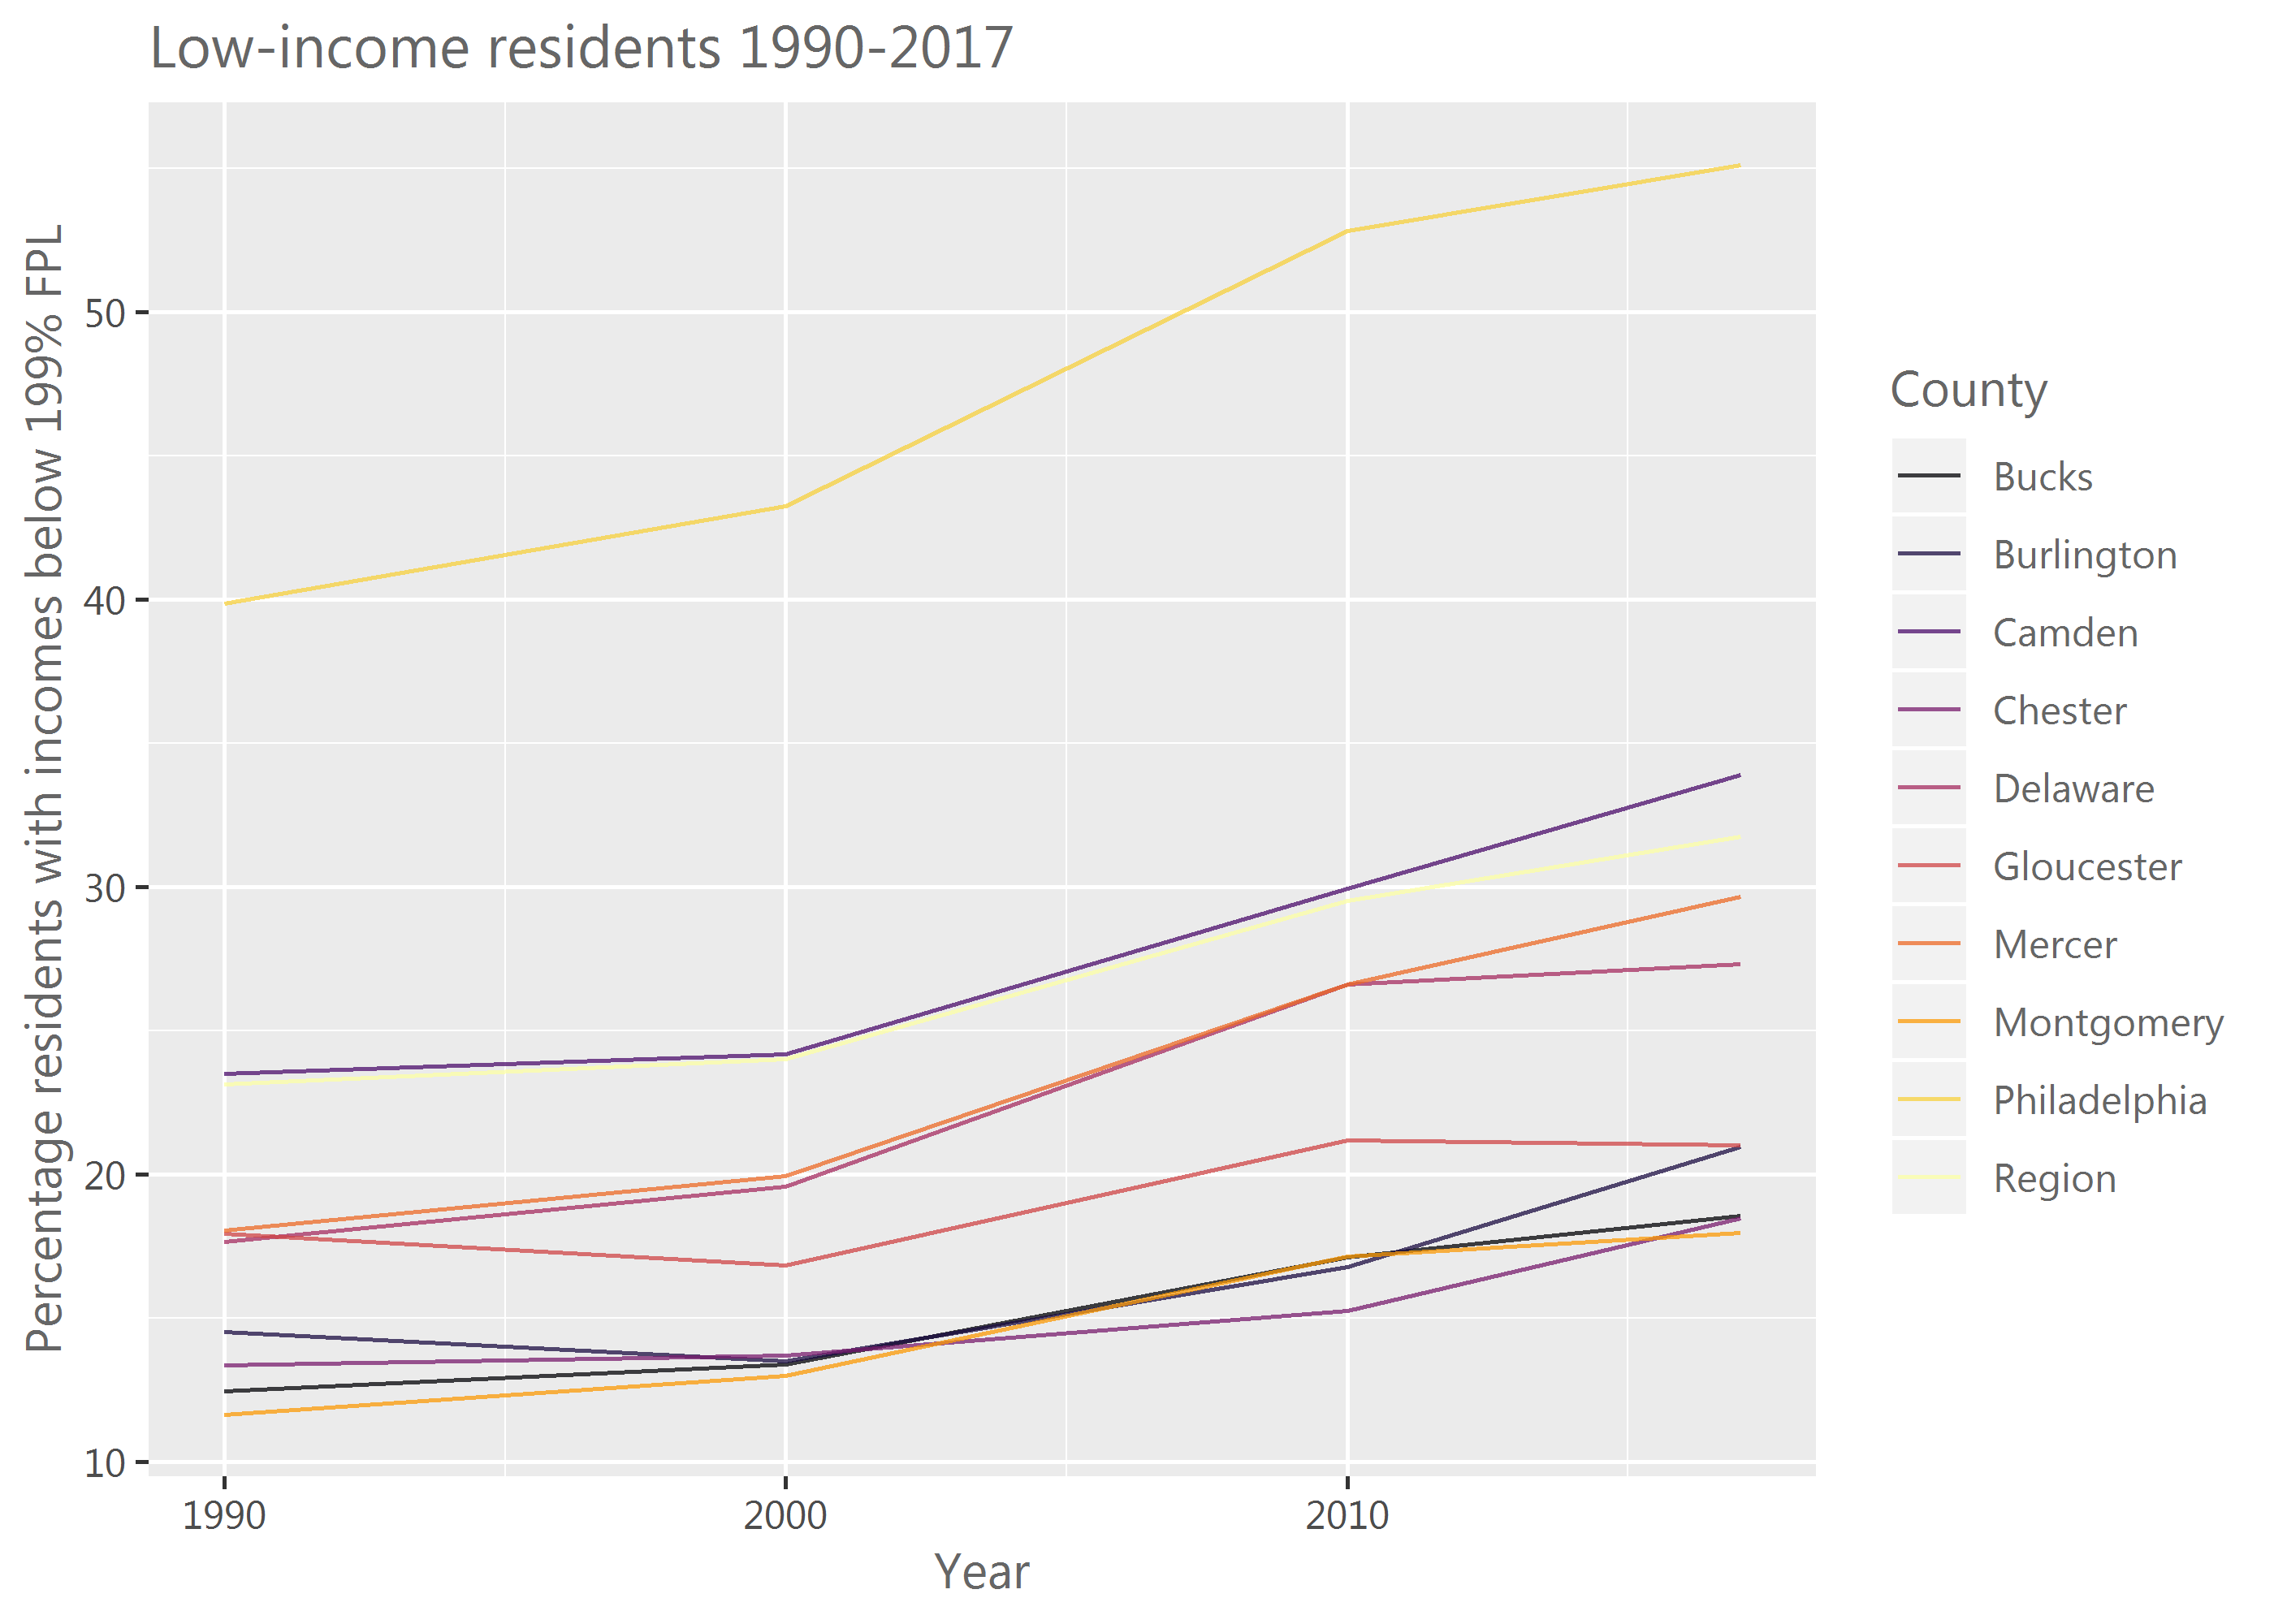 Low-income residents 1990-2017
Percentage residents with incomes below 199% FPL
50
40
30
20
10
1990
2000
2010
Year
County
Bucks
Burlington
Camden
Chester
Delaware
Gloucester
Mercer
Montgomery
Philadelphia
Region